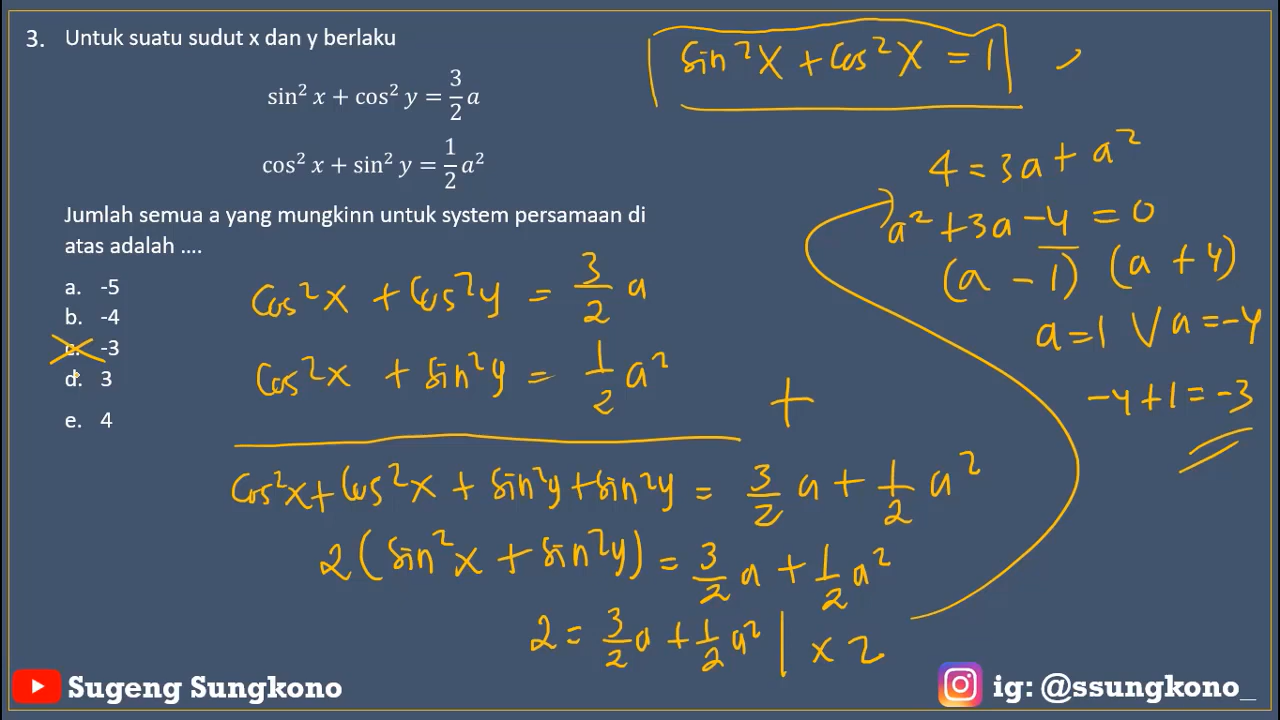 3. Untuk suatu sudut x dan y berlaku
sin² x + cos² y = 3/2 a
cos² x + sin² y = 1/2 a²
Jumlah semua a yang mungkinn untuk system persamaan di
atas adalah ....
a. -5
b. -4
c. -3
d. 3
e. 4
sin²x + cos²x = 1
cos²x + cos²y = 3/2 a
cos²x + sin²y = 1/2 a²
+
cos²x + cos²x + sin²y + sin²y = 3/2 a + 1/2 a²
2(sin²x + sin²y) = 3/2 a + 1/2 a²
2 = 3/2 a + 1/2 a² | x 2
4 = 3a + a²
a² + 3a - 4 = 0
(a - 1) (a + 4)
a = 1 V a = -4
-4 + 1 = -3
Sugeng Sungkono
ig: @ssungkono_